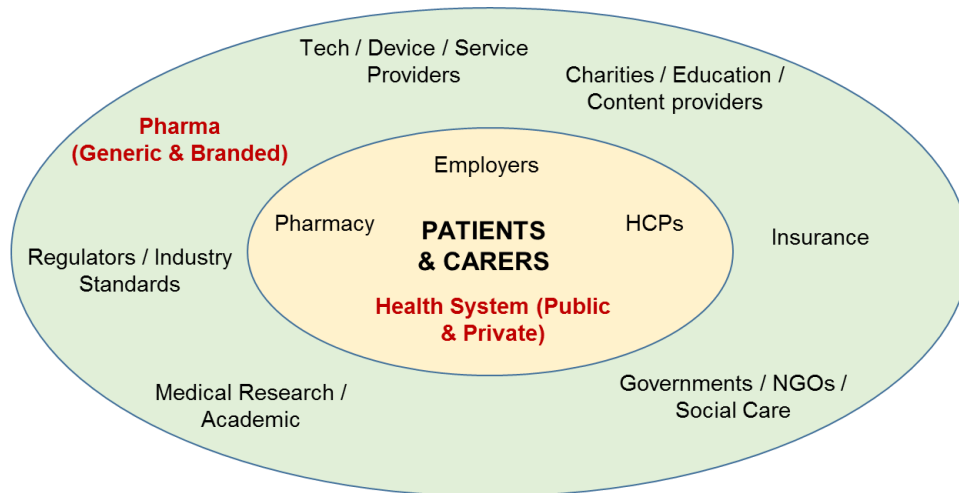 Tech / Device / Service
Providers
Charities / Education /
Content providers
Pharma
(Generic & Branded)
Employers
Pharmacy
PATIENTS
& CARERS
HCPs
Insurance
Regulators / Industry
Standards
Health System (Public
& Private)
Medical Research /
Academic
Governments / NGOs /
Social Care